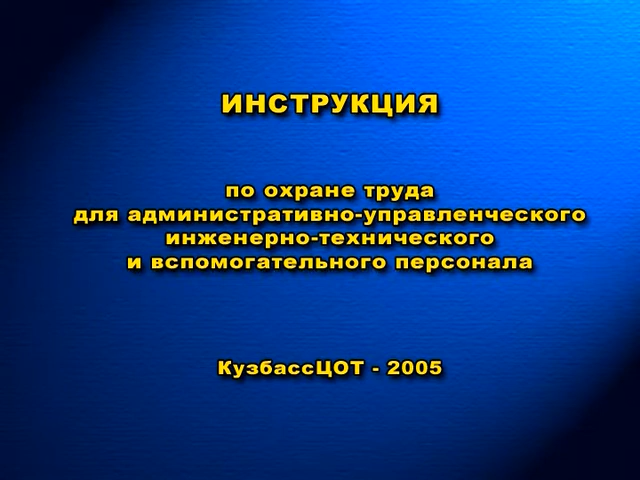 ИНСТРУКЦИЯ
по охране труда
для административно-управленческого
инженерно-технического
и вспомогательного персонала
КузбассЦОТ - 2005